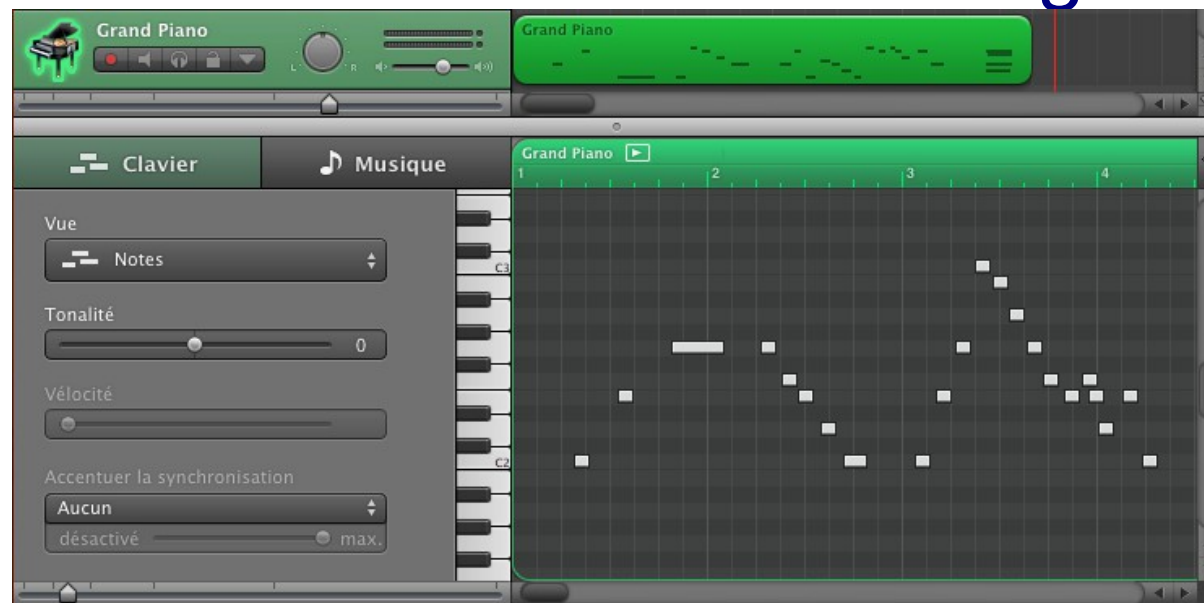 g
Grand Piano
L R
Grand Piano
Clavier
Musique
Grand Piano
1 2 3 4
Vue
Notes
C3
Tonalité
0
Vélocité
C2
Accentuer la synchronisation
Aucun
désactivé max.